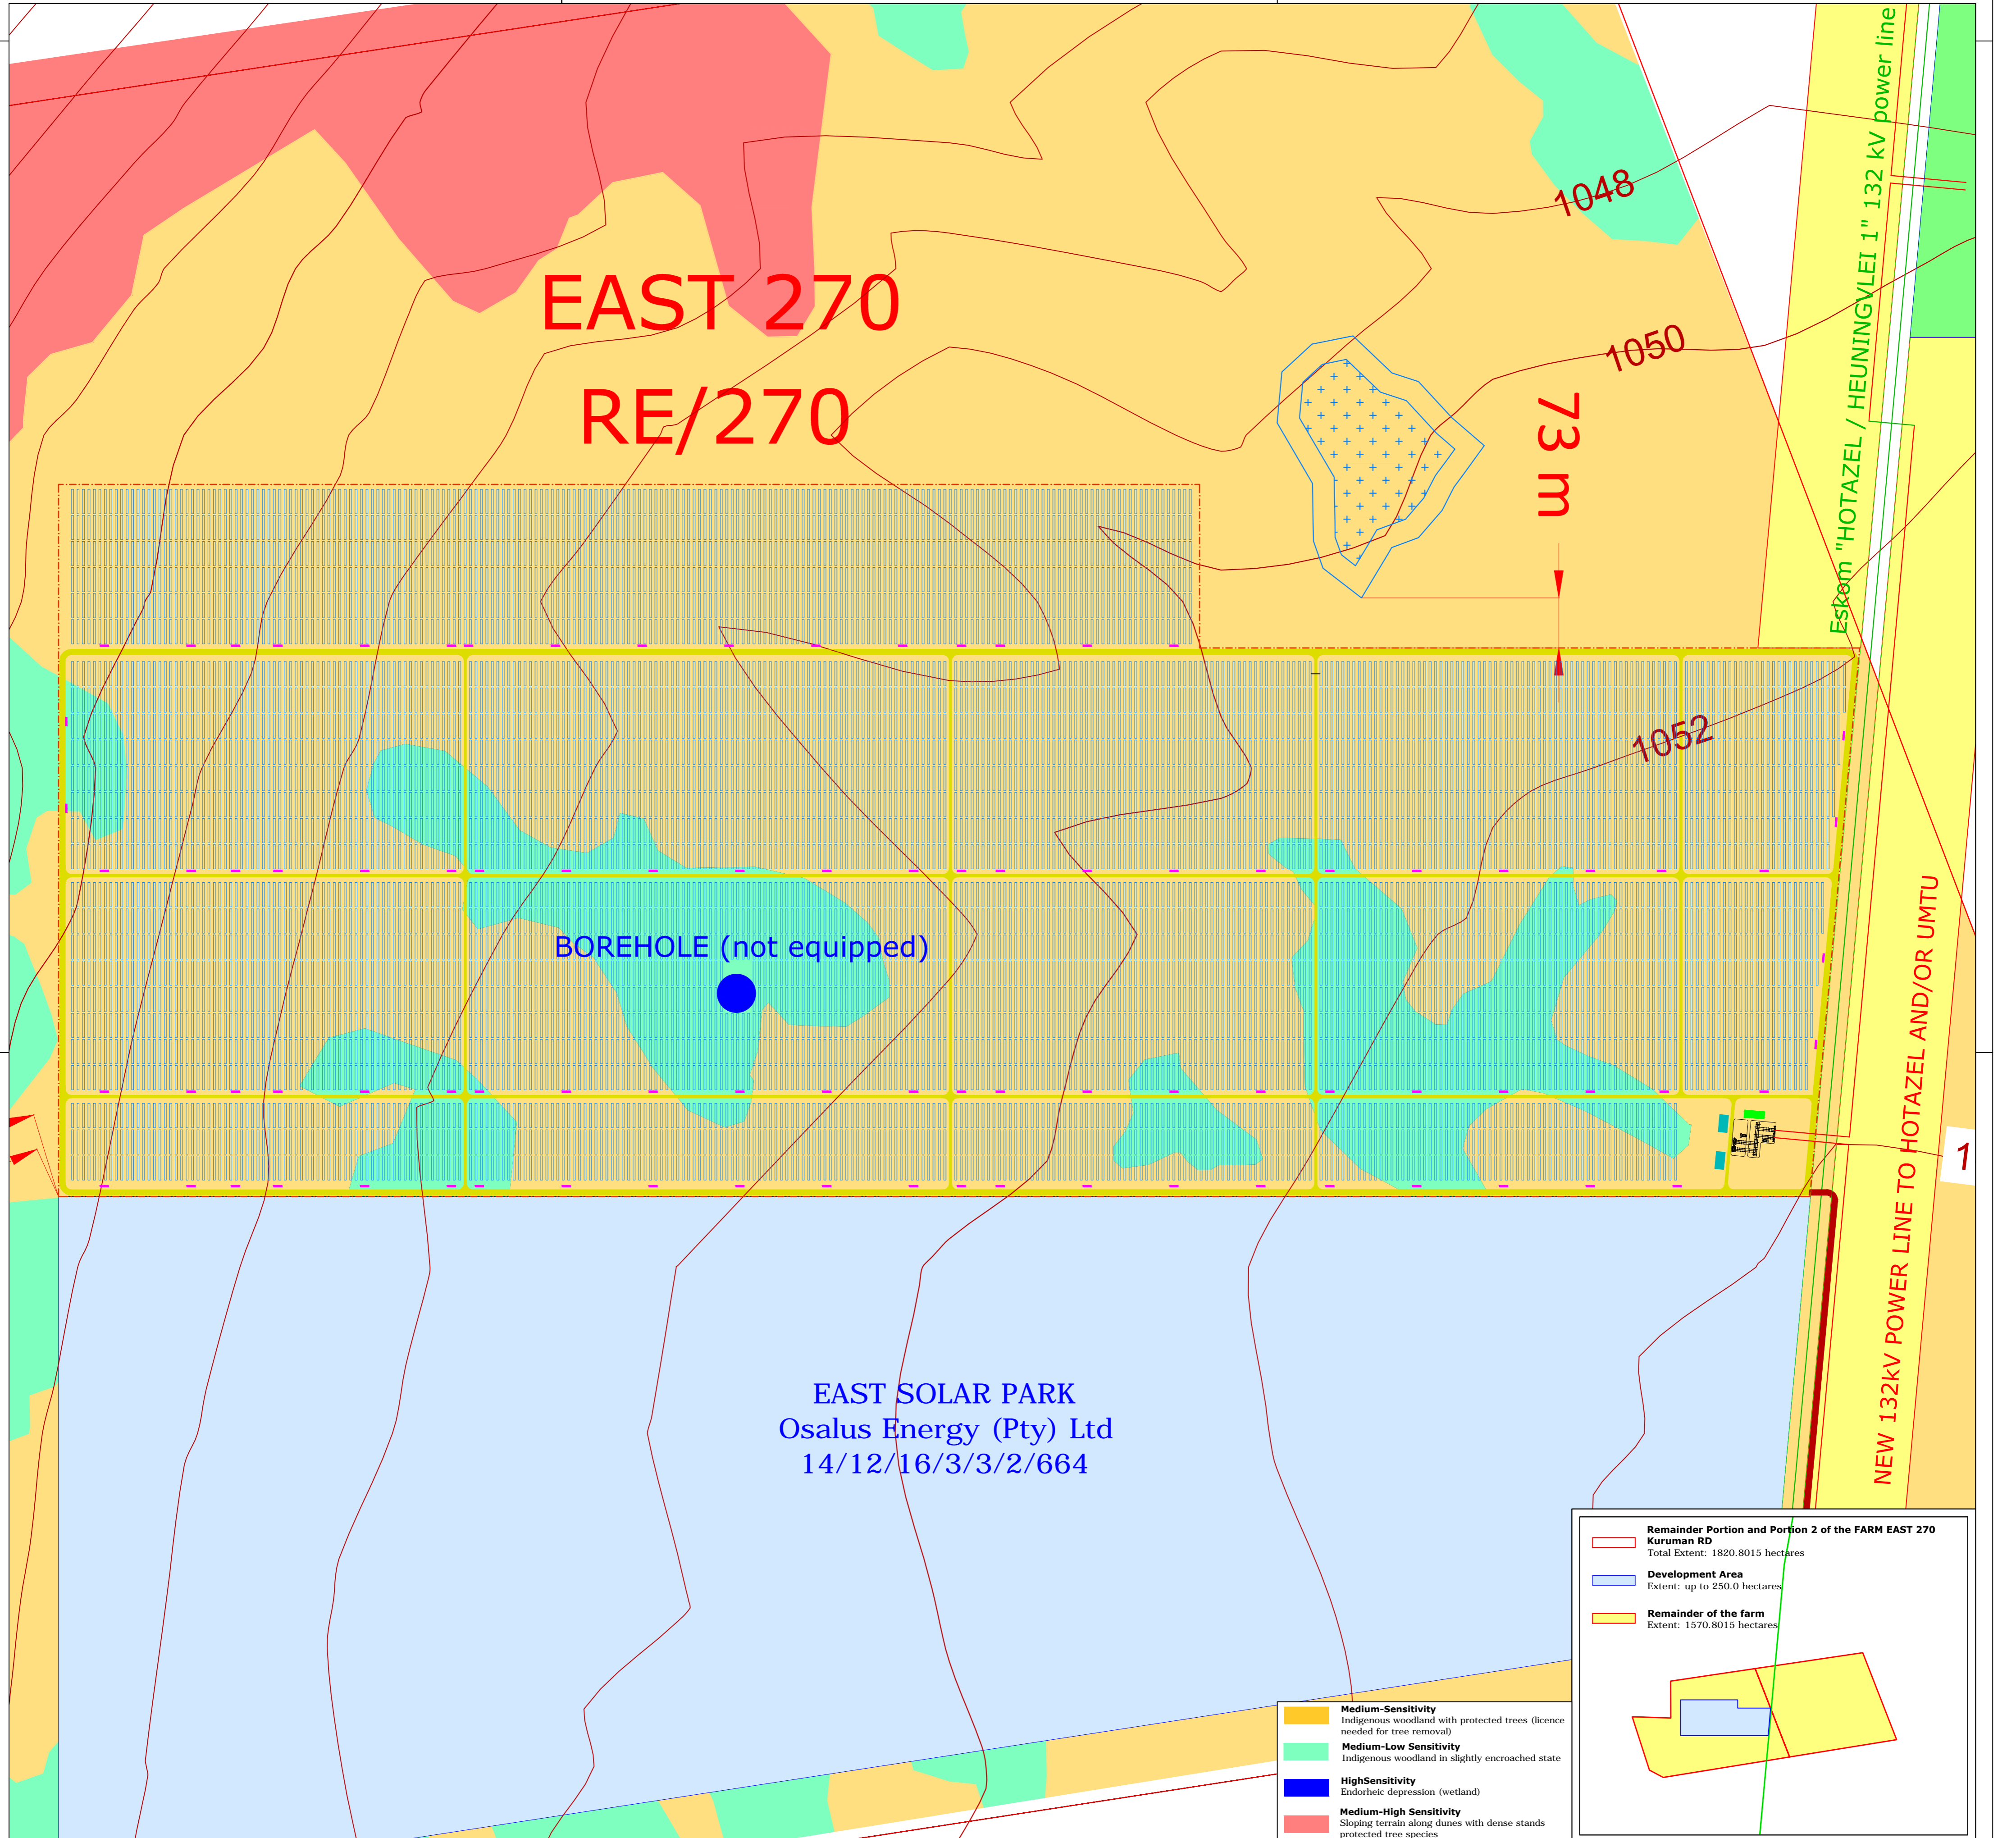 1048
EAST 270
1050
RE/270
73 m
Eskom "HOTAZEL / HEUNINGVLEI 1" 132 kV power line
1052
BOREHOLE (not equipped)
NEW 132kV POWER LINE TO HOTAZEL AND/OR UMTU
1
EAST SOLAR PARK
Osalus Energy (Pty) Ltd
14/12/16/3/3/2/664
Remainder Portion and Portion 2 of the FARM EAST 270
Kuruman RD
Total Extent: 1820.8015 hectares
Development Area
Extent: up to 250.0 hectares
Remainder of the farm
Extent: 1570.8015 hectares
Medium-Sensitivity
Indigenous woodland with protected trees (licence
needed for tree removal)
Medium-Low Sensitivity
Indigenous woodland in slightly encroached state
HighSensitivity
Endorheic depression (wetland)
Medium-High Sensitivity
Sloping terrain along dunes with dense stands
protected tree species